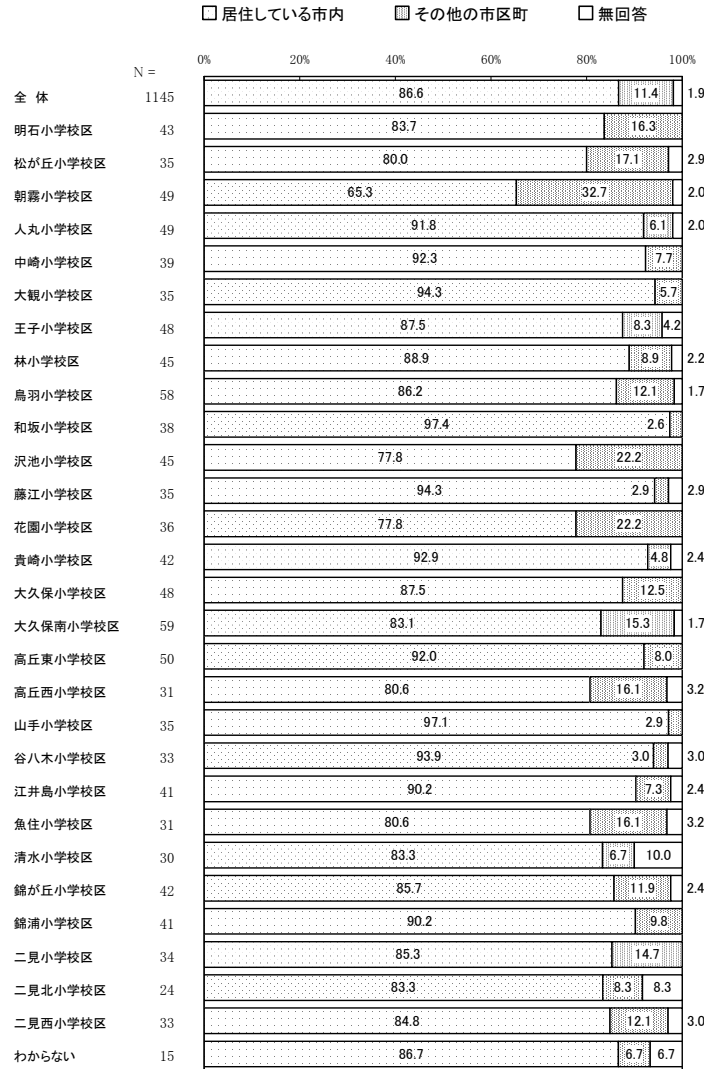 居住している市内 その他の市区町 無回答
0% 20% 40% 60% 80% 100%
N =
全 体 1145 86.6 11.4 1.9
明石小学校区 43 83.7 16.3
松が丘小学校区 35 80.0 17.1 2.9
朝霧小学校区 49 65.3 32.7 2.0
人丸小学校区 49 91.8 6.1 2.0
中崎小学校区 39 92.3 7.7
大観小学校区 35 94.3 5.7
王子小学校区 48 87.5 8.3 4.2
林小学校区 45 88.9 8.9 2.2
鳥羽小学校区 58 86.2 12.1 1.7
和坂小学校区 38 97.4 2.6
沢池小学校区 45 77.8 22.2
藤江小学校区 35 94.3 2.9 2.9
花園小学校区 36 77.8 22.2
貴崎小学校区 42 92.9 4.8 2.4
大久保小学校区 48 87.5 12.5
大久保南小学校区 59 83.1 15.3 1.7
高丘東小学校区 50 92.0 8.0
高丘西小学校区 31 80.6 16.1 3.2
山手小学校区 35 97.1 2.9
谷八木小学校区 33 93.9 3.0 3.0
江井島小学校区 41 90.2 7.3 2.4
魚住小学校区 31 80.6 16.1 3.2
清水小学校区 30 83.3 6.7 10.0
錦が丘小学校区 42 85.7 11.9 2.4
錦浦小学校区 41 90.2 9.8
二見小学校区 34 85.3 14.7
二見北小学校区 24 83.3 8.3 8.3
二見西小学校区 33 84.8 12.1 3.0
わからない 15 86.7 6.7 6.7